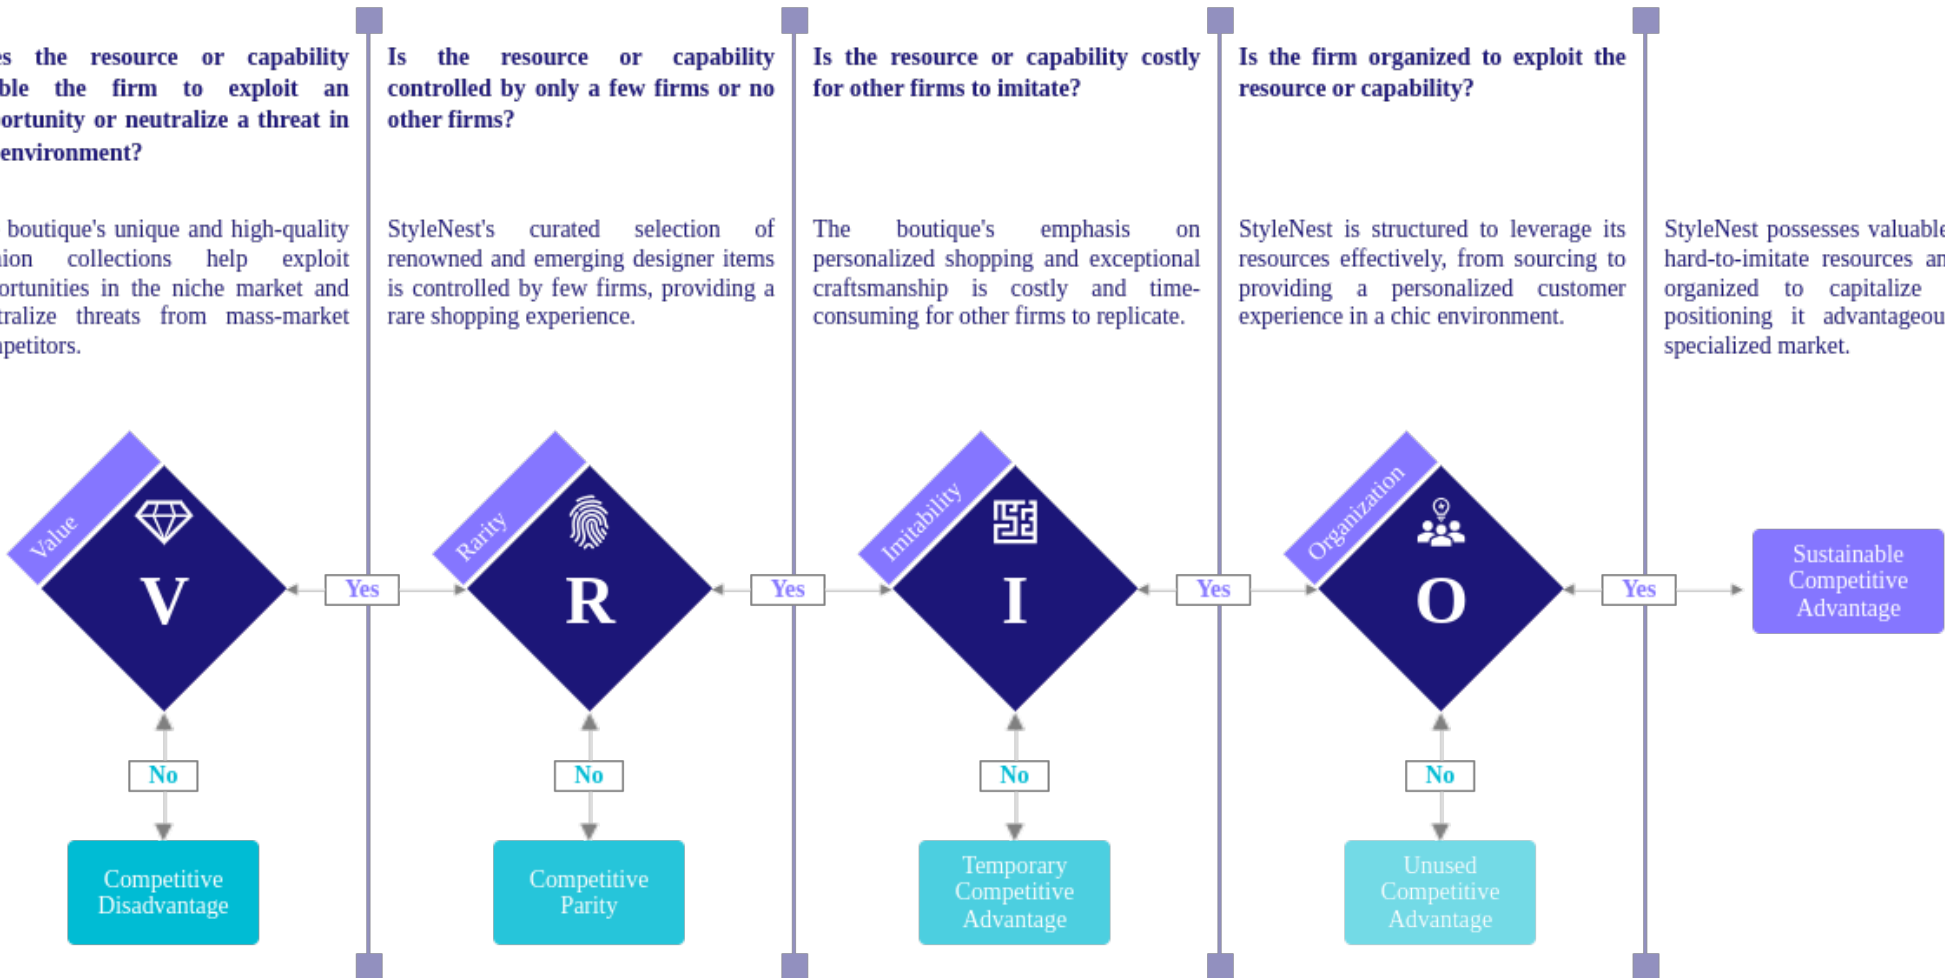 es the resource or capability
ble the firm to exploit an
ortunity or neutralize a threat in
environment?
boutique's unique and high-quality
ion collections help exploit
ortunities in the niche market and
tralize threats from mass-market
petitors.
Value
V
Yes
No
Competitive
Disadvantage
Is the resource or capability
controlled by only a few firms or no
other firms?
StyleNest's curated selection of
renowned and emerging designer items
is controlled by few firms, providing a
rare shopping experience.
Rarity
R
Yes
No
Competitive
Parity
Is the resource or capability costly
for other firms to imitate?
The boutique's emphasis on
personalized shopping and exceptional
craftsmanship is costly and time-
consuming for other firms to replicate.
Imitability
I
Yes
No
Temporary
Competitive
Advantage
Is the firm organized to exploit the
resource or capability?
StyleNest is structured to leverage its
resources effectively, from sourcing to
providing a personalized customer
experience in a chic environment.
Organization
O
Yes
No
Unused
Competitive
Advantage
StyleNest possesses valuable
hard-to-imitate resources an
organized to capitalize
positioning it advantageou
specialized market.
Sustainable
Competitive
Advantage